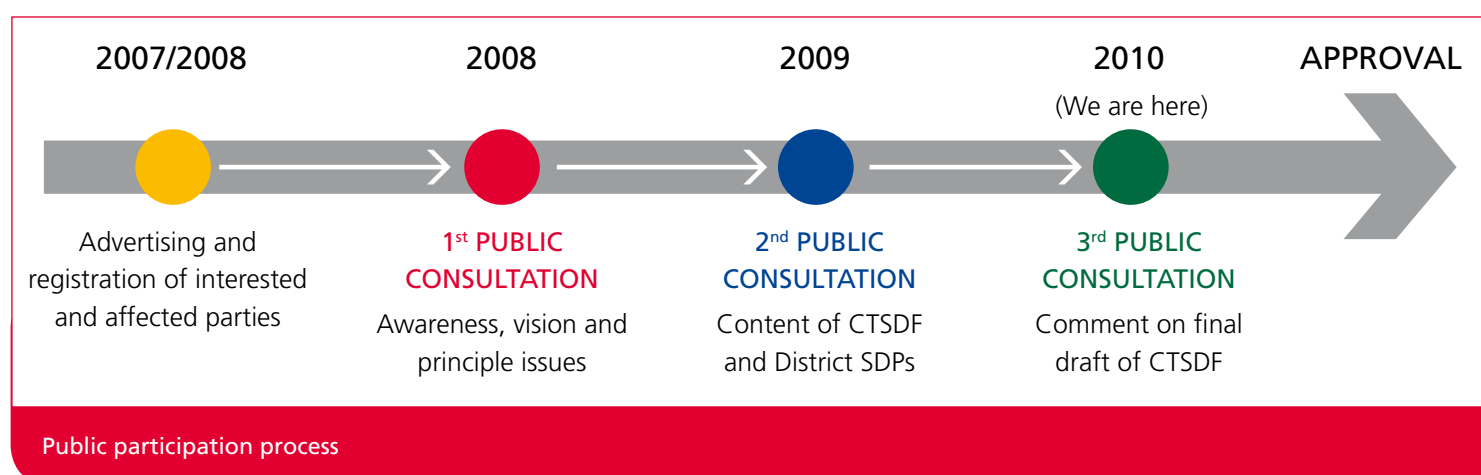 2007/2008
Advertising and
registration of interested
and affected parties
2008
1st PUBLIC
CONSULTATION
Awareness, vision and
principle issues
2009
2nd PUBLIC
CONSULTATION
Content of CTSDF
and District SDPs
2010
(We are here)
3rd PUBLIC
CONSULTATION
Comment on final
draft of CTSDF
APPROVAL
Public participation process